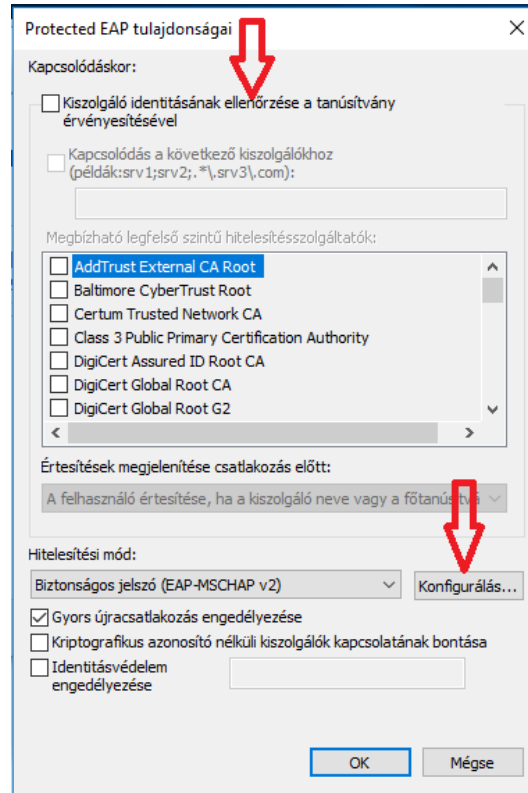 Protected EAP tulajdonságai
Kapcsolódáskor:
Kiszolgáló identitásának ellenőrzése a tanúsítvány
érvényesítésével
Kapcsolódás a következő kiszolgálókhoz
(példák:srv1;srv2;.*\.srv3\.com):
Megbízható legfelső szintű hitelesítésszolgáltatók:
AddTrust External CA Root
Baltimore CyberTrust Root
Certum Trusted Network CA
Class 3 Public Primary Certification Authority
DigiCert Assured ID Root CA
DigiCert Global Root CA
DigiCert Global Root G2
Értesítések megjelenítése csatlakozás előtt:
A felhasználó értesítése, ha a kiszolgáló neve vagy a főtanúsítvá
Hitelesítési mód:
Biztonságos jelszó (EAP-MSCHAP v2)
Konfigurálás...
Gyors újracsatlakozás engedélyezése
Kriptografikus azonosító nélküli kiszolgálók kapcsolatának bontása
Identitásvédelem
engedélyezése
OK
Mégse